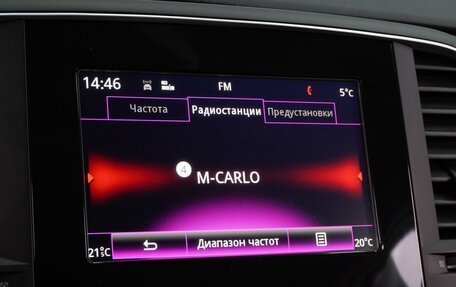 14:46 FM 5°C
Частота Радиостанции Предустановки
4 M-CARLO
21°C Диапазон частот 20°C